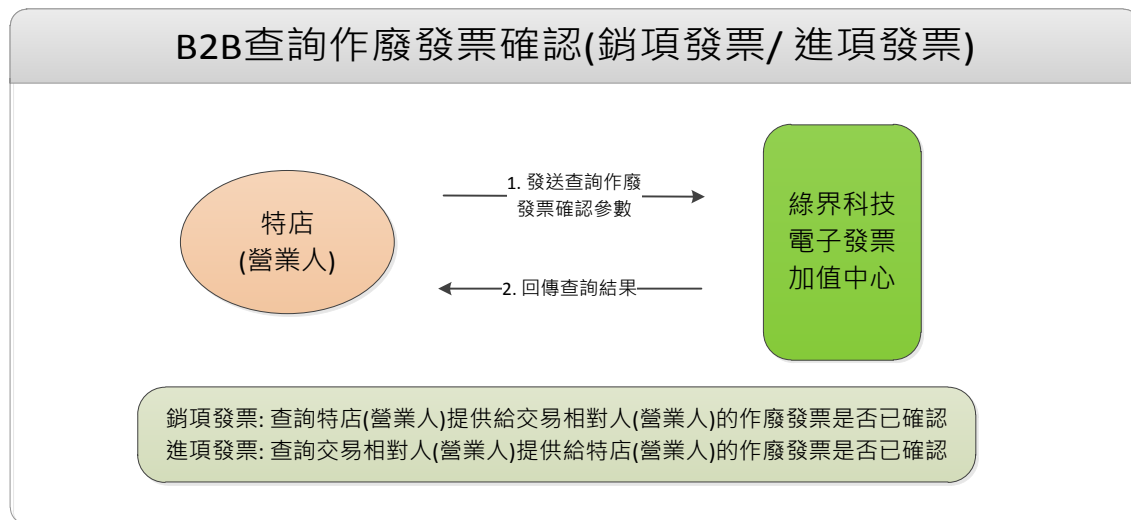 B2B查詢作廢發票確認(銷項發票/ 進項發票)
特店
(營業人)
1. 發送查詢作廢
發票確認參數
2. 回傳查詢結果
綠界科技
電子發票
加值中心
銷項發票: 查詢特店(營業人)提供給交易相對人(營業人)的作廢發票是否已確認
進項發票: 查詢交易相對人(營業人)提供給特店(營業人)的作廢發票是否已確認